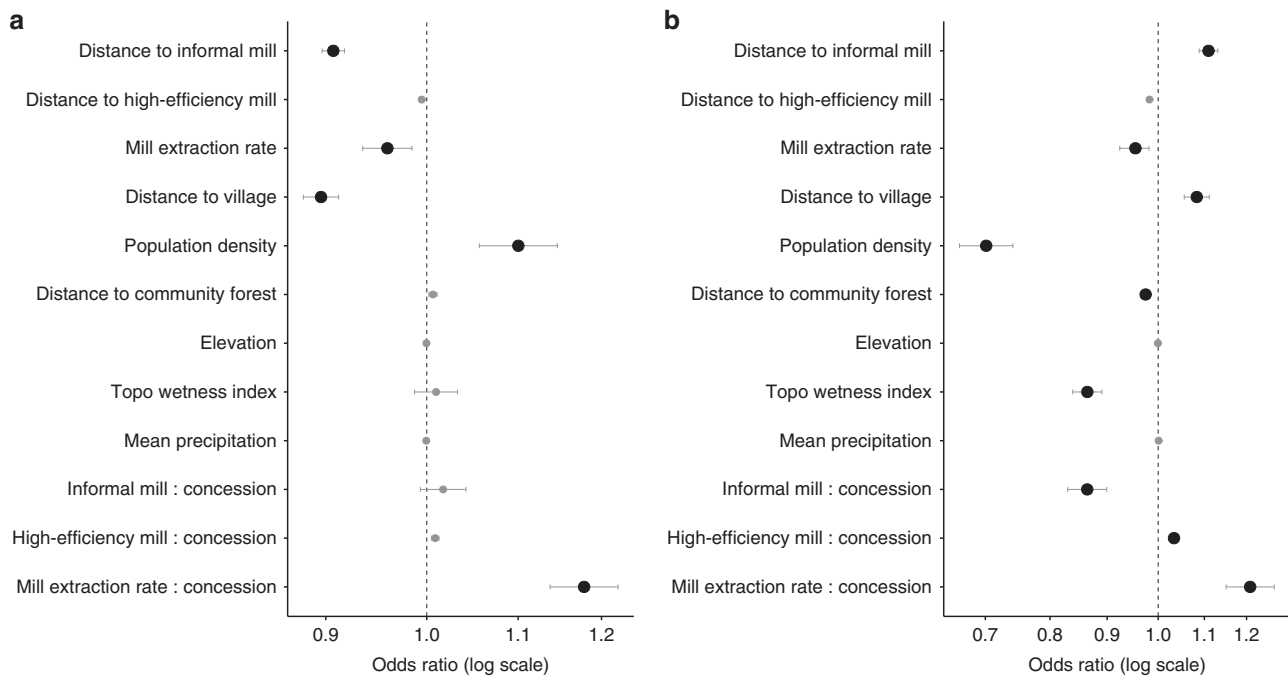 a
Distance to informal mill
Distance to high-efficiency mill
Mill extraction rate
Distance to village
Population density
Distance to community forest
Elevation
Topo wetness index
Mean precipitation
Informal mill : concession
High-efficiency mill : concession
Mill extraction rate : concession
0.9 1.0 1.1 1.2
Odds ratio (log scale)
b
Distance to informal mill
Distance to high-efficiency mill
Mill extraction rate
Distance to village
Population density
Distance to community forest
Elevation
Topo wetness index
Mean precipitation
Informal mill : concession
High-efficiency mill : concession
Mill extraction rate : concession
0.7 0.8 0.9 1.0 1.1 1.2
Odds ratio (log scale)